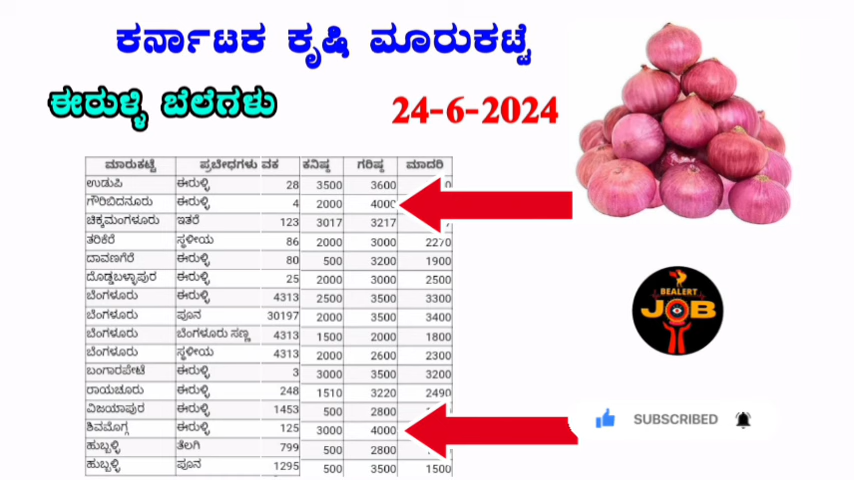 ಕರ್ನಾಟಕ ಕೃಷಿ ಮಾರುಕಟ್ಟೆ
ಈರುಳ್ಳಿ ಬೆಲೆಗಳು 24-6-2024
ಮಾರುಕಟ್ಟೆ ಪ್ರಬೇಧಗಳು ವಕ ಕನಿಷ್ಠ ಗರಿಷ್ಠ ಮಾದರಿ
ಉಡುಪಿ ಈರುಳ್ಳಿ 28 3500 3600
ಗೌರಿಬಿದನೂರು ಈರುಳ್ಳಿ 4 2000 4000
ಚಿಕ್ಕಮಂಗಳೂರು ಇತರೆ 123 3017 3217
ತರಿಕೆರೆ ಸ್ಥಳೀಯ 86 2000 3000 2270
ದಾವಣಗೆರೆ ಈರುಳ್ಳಿ 80 500 3200 1900
ದೊಡ್ಡಬಳ್ಳಾಪುರ ಈರುಳ್ಳಿ 25 2000 3000 2500
ಬೆಂಗಳೂರು ಈರುಳ್ಳಿ 4313 2500 3500 3300
ಬೆಂಗಳೂರು ಪೂನ 30197 2000 3500 3400
ಬೆಂಗಳೂರು ಬೆಂಗಳೂರು ಸಣ್ಣ 4313 1500 2000 1800
ಬೆಂಗಳೂರು ಸ್ಥಳೀಯ 4313 2000 2600 2300
ಬಂಗಾರಪೇಟೆ ಈರುಳ್ಳಿ 3 3000 3500 3200
ರಾಯಚೂರು ಈರುಳ್ಳಿ 248 1510 3220 2490
ವಿಜಯಾಪುರ ಈರುಳ್ಳಿ 1453 500 2800
ಶಿವಮೊಗ್ಗ ಈರುಳ್ಳಿ 125 3000 4000
ಹುಬ್ಬಳ್ಳಿ ತೆಲಗಿ 799 500 2800
ಹುಬ್ಬಳ್ಳಿ ಪೂನ 1295 500 3500 1500
BEALERT
JOB
SUBSCRIBED